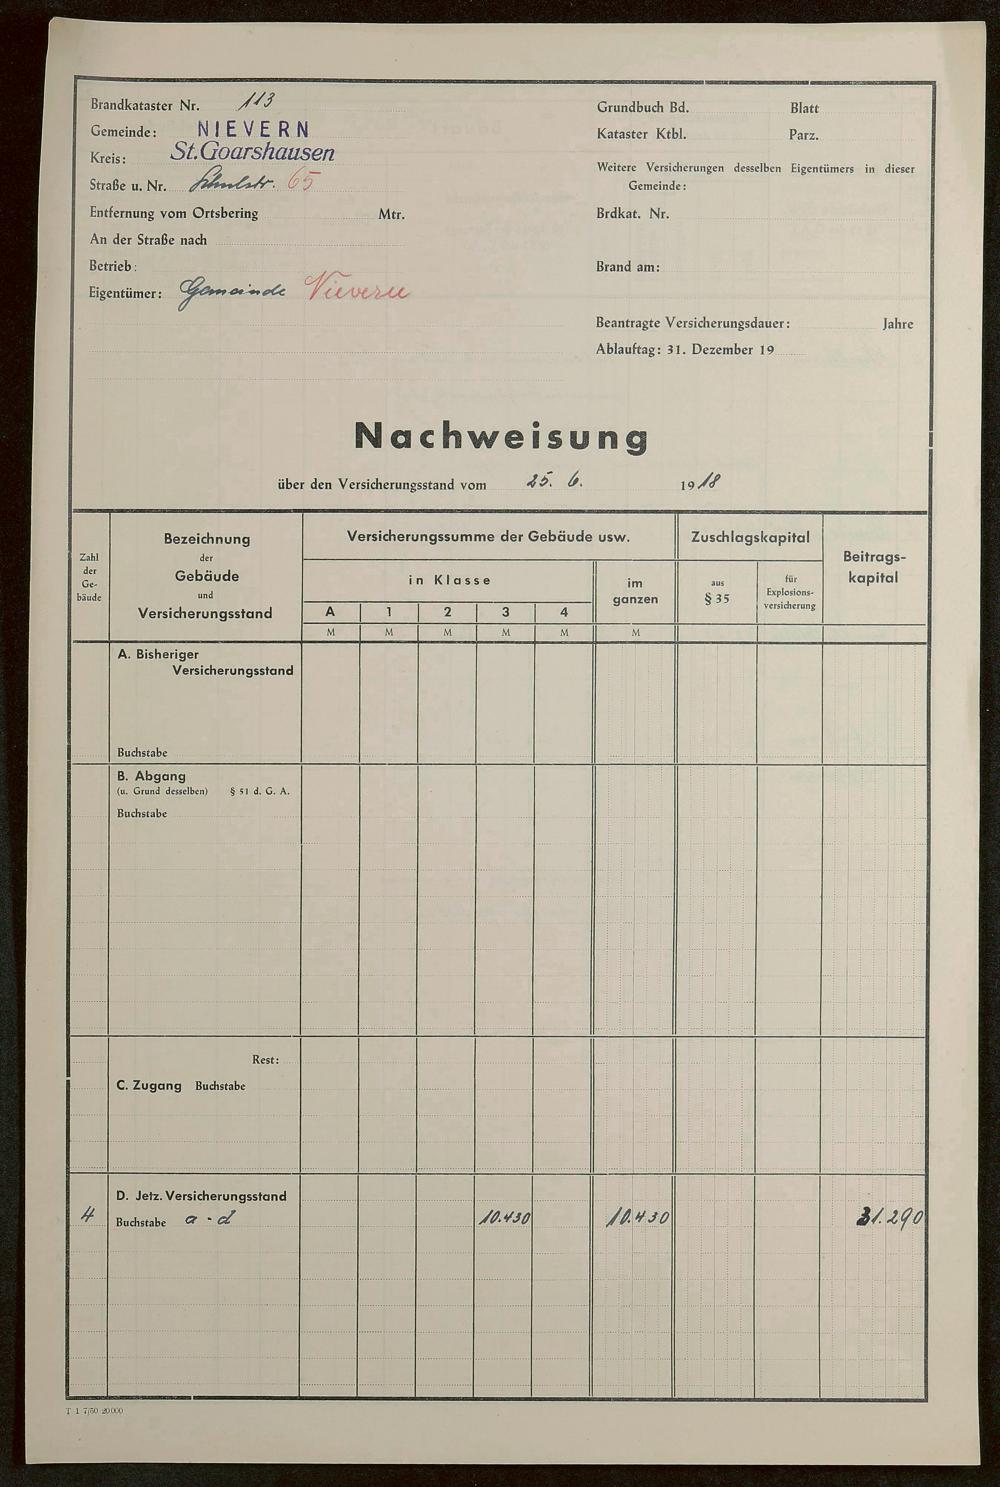 Brandkataster Nr. 113
Gemeinde: NIEVERN
Kreis: St.Goarshausen
Straße u. Nr. Schulstr. 65
Entfernung vom Ortsbering Mtr.
An der Straße nach
Betrieb:
Eigentümer: Gemeinde Nievern
Grundbuch Bd. Blatt
Kataster Ktbl. Parz.
Weitere Versicherungen desselben Eigentümers in dieser
Gemeinde:
Brdkat. Nr.
Brand am:
Beantragte Versicherungsdauer: Jahre
Ablauftag: 31. Dezember 19
Nachweisung
über den Versicherungsstand vom 25. 6. 1918
Zahl
der
Ge-
bäude
Bezeichnung
der
Gebäude
und
Versicherungsstand
Versicherungssumme der Gebäude usw.
in Klasse
A 1 2 3 4
im
ganzen
M M M M M M
Zuschlagskapital
aus
§ 35
für
Explosions-
versicherung
Beitrags-
kapital
A. Bisheriger
Versicherungsstand
Buchstabe
B. Abgang
(u. Grund desselben) § 51 d. G. A.
Buchstabe
Rest:
C. Zugang Buchstabe
D. Jetz. Versicherungsstand
4 Buchstabe a - d 10.430 10.430 31.290
T 1 7/50 20 000